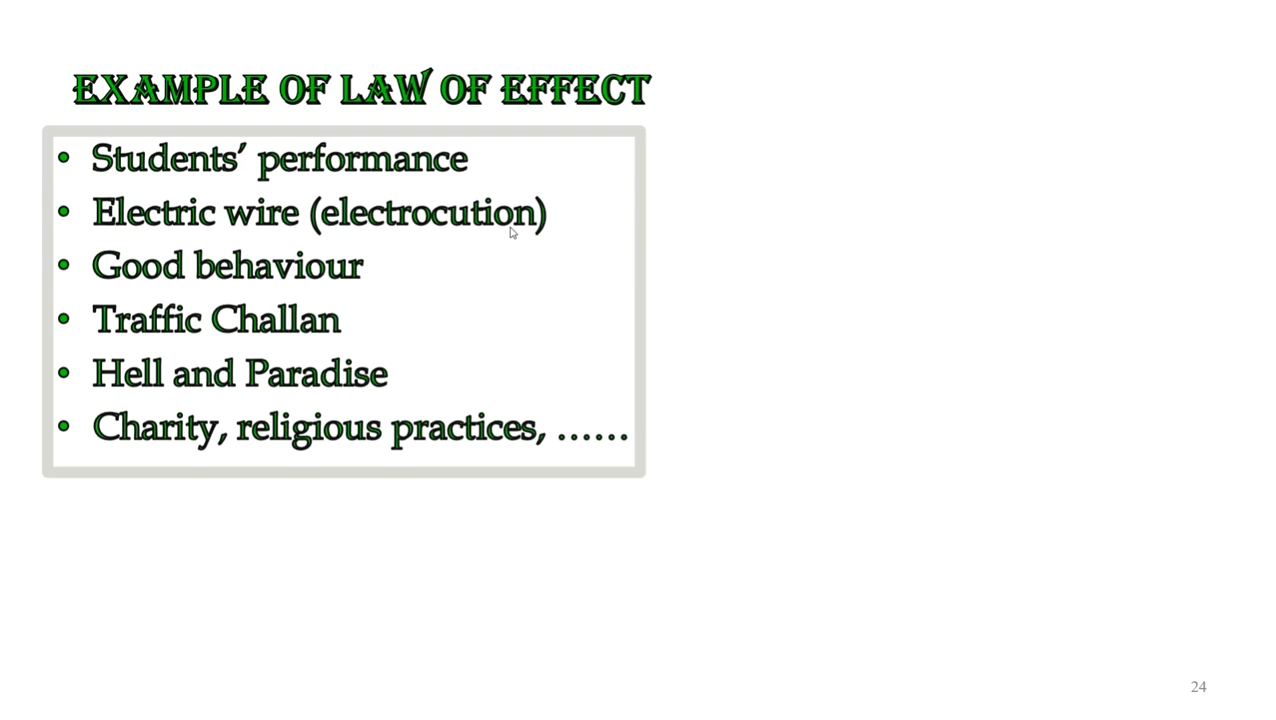 EXAMPLE OF LAW OF EFFECT
• Students’ performance
• Electric wire (electrocution)
• Good behaviour
• Traffic Challan
• Hell and Paradise
• Charity, religious practices, ......
24